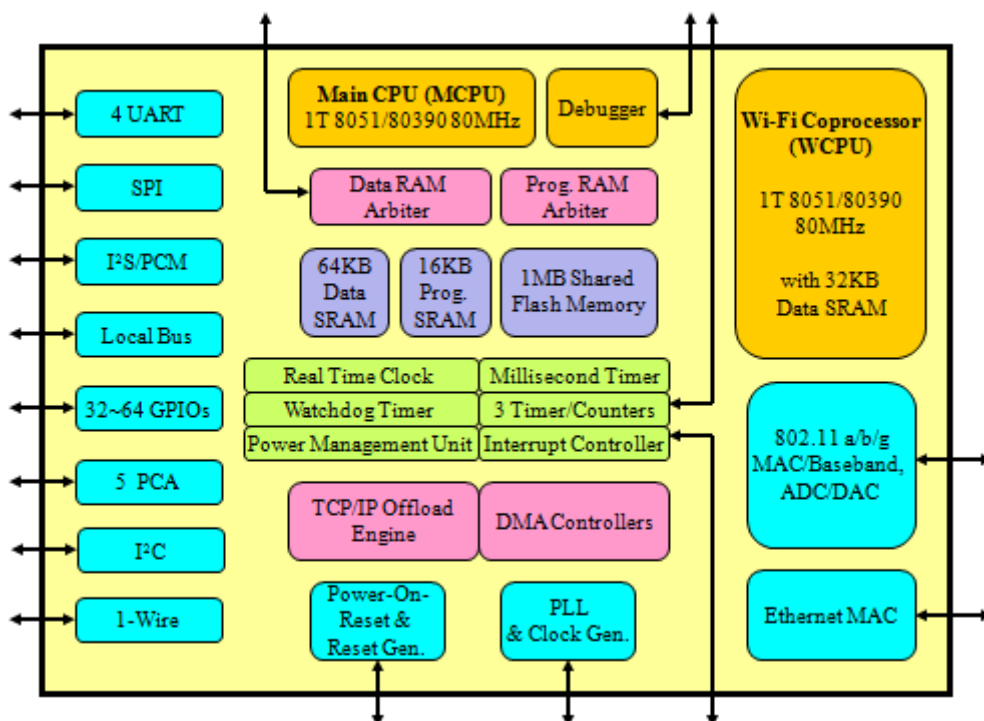 4 UART
SPI
I²S/PCM
Local Bus
32~64 GPIOs
5 PCA
I²C
1-Wire
Main CPU (MCPU)
1T 8051/80390 80MHz
Debugger
Data RAM
Arbiter
Prog. RAM
Arbiter
64KB
Data
SRAM
16KB
Prog.
SRAM
1MB Shared
Flash Memory
Real Time Clock
Millisecond Timer
Watchdog Timer
3 Timer/Counters
Power Management Unit
Interrupt Controller
TCP/IP Offload
Engine
DMA Controllers
Power-On-
Reset &
Reset Gen.
PLL
& Clock Gen.
Wi-Fi Coprocessor
(WCPU)
1T 8051/80390
80MHz
with 32KB
Data SRAM
802.11 a/b/g
MAC/Baseband,
ADC/DAC
Ethernet MAC